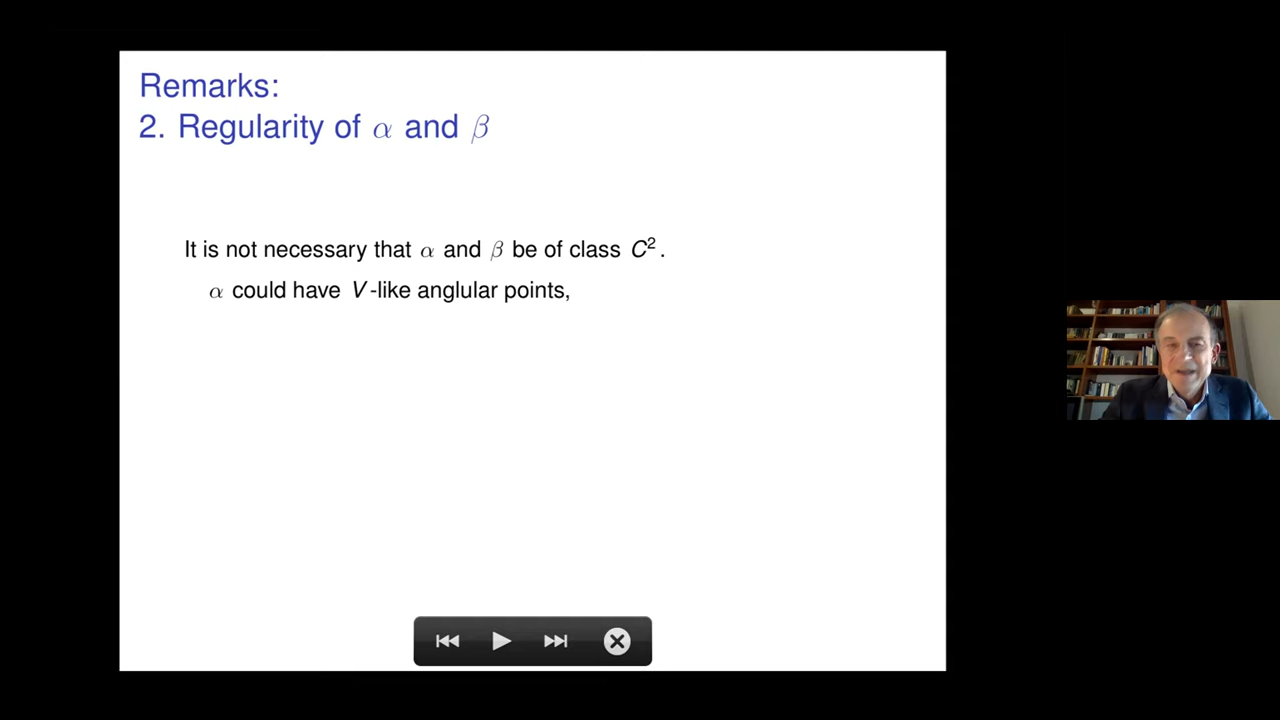 Remarks:
2. Regularity of α and β
It is not necessary that α and β be of class C².
α could have V-like anglular points,